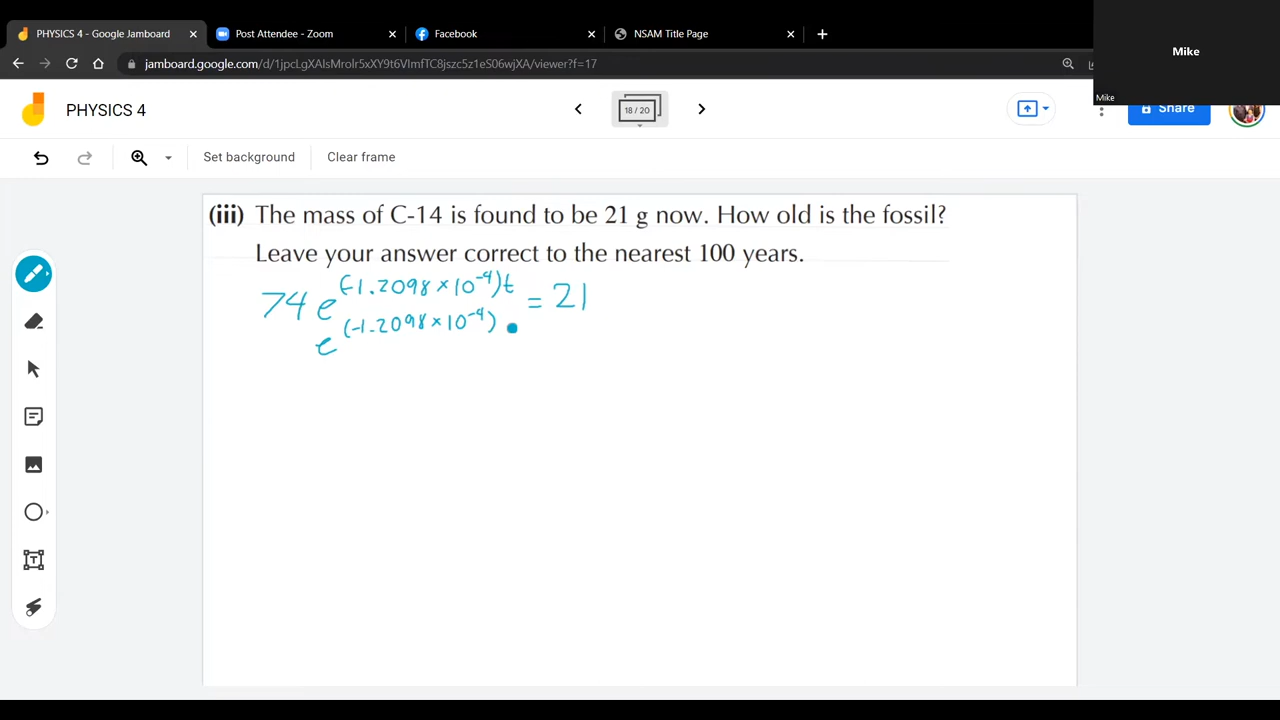 PHYSICS 4 - Google Jamboard
Post Attendee - Zoom
Facebook
NSAM Title Page
Mike
jamboard.google.com/d/1jpcLgXAIsMrolr5xXY9t6VImfTC8jszc5z1eS06wjXA/viewer?f=17
Mike
PHYSICS 4
18 / 20
Share
Set background
Clear frame
(iii) The mass of C-14 is found to be 21 g now. How old is the fossil?
Leave your answer correct to the nearest 100 years.
74 e^(-1.2098 × 10^-4)t = 21
e^(-1.2098 × 10^-4)